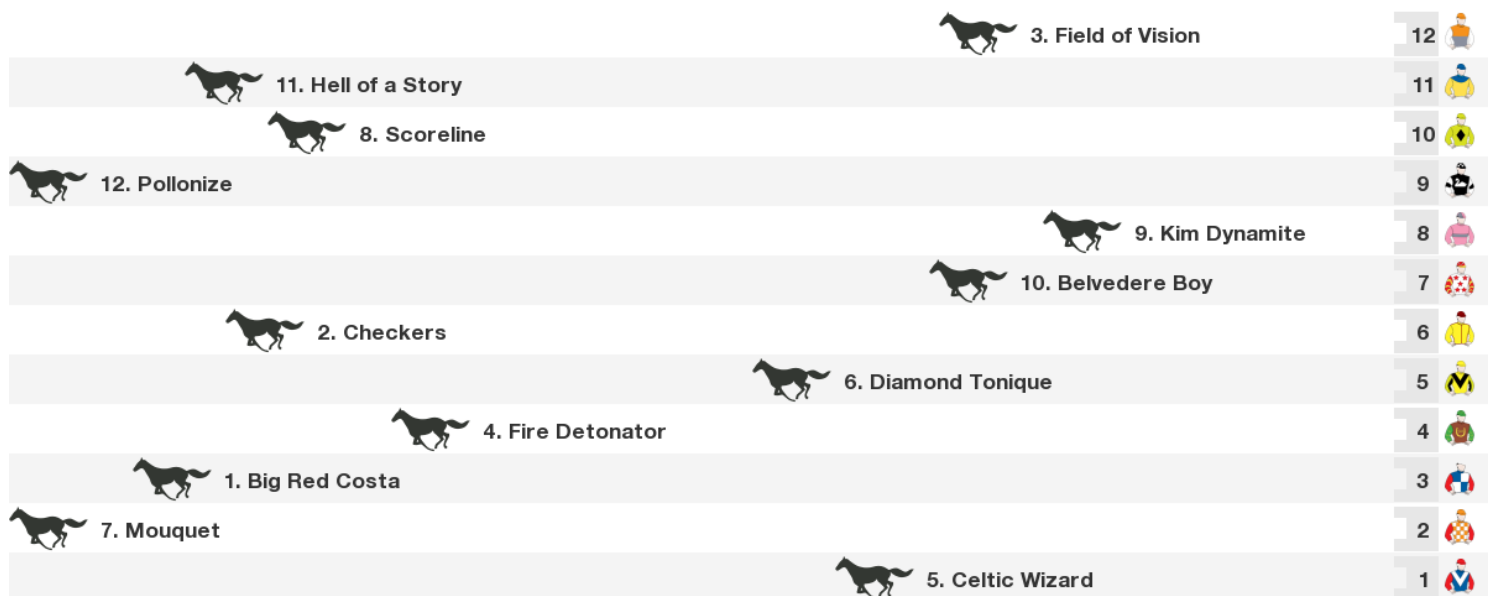 3. Field of Vision 12
11. Hell of a Story 11
8. Scoreline 10
12. Pollonize 9
9. Kim Dynamite 8
10. Belvedere Boy 7
2. Checkers 6
6. Diamond Tonique 5
4. Fire Detonator 4
1. Big Red Costa 3
7. Mouquet 2
5. Celtic Wizard 1